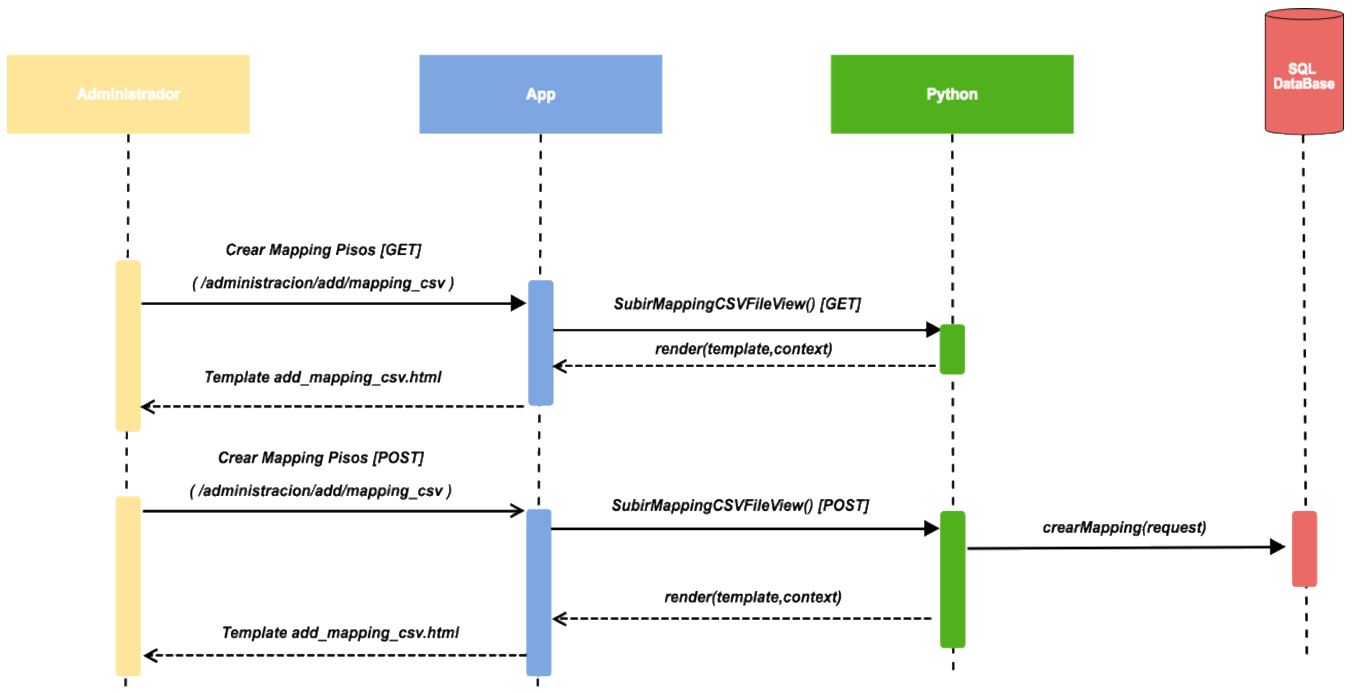 Administrador
App
Python
SQL
DataBase
Crear Mapping Pisos [GET]
( /administracion/add/mapping_csv )
SubirMappingCSVFileView() [GET]
render(template,context)
Template add_mapping_csv.html
Crear Mapping Pisos [POST]
( /administracion/add/mapping_csv )
SubirMappingCSVFileView() [POST]
crearMapping(request)
render(template,context)
Template add_mapping_csv.html